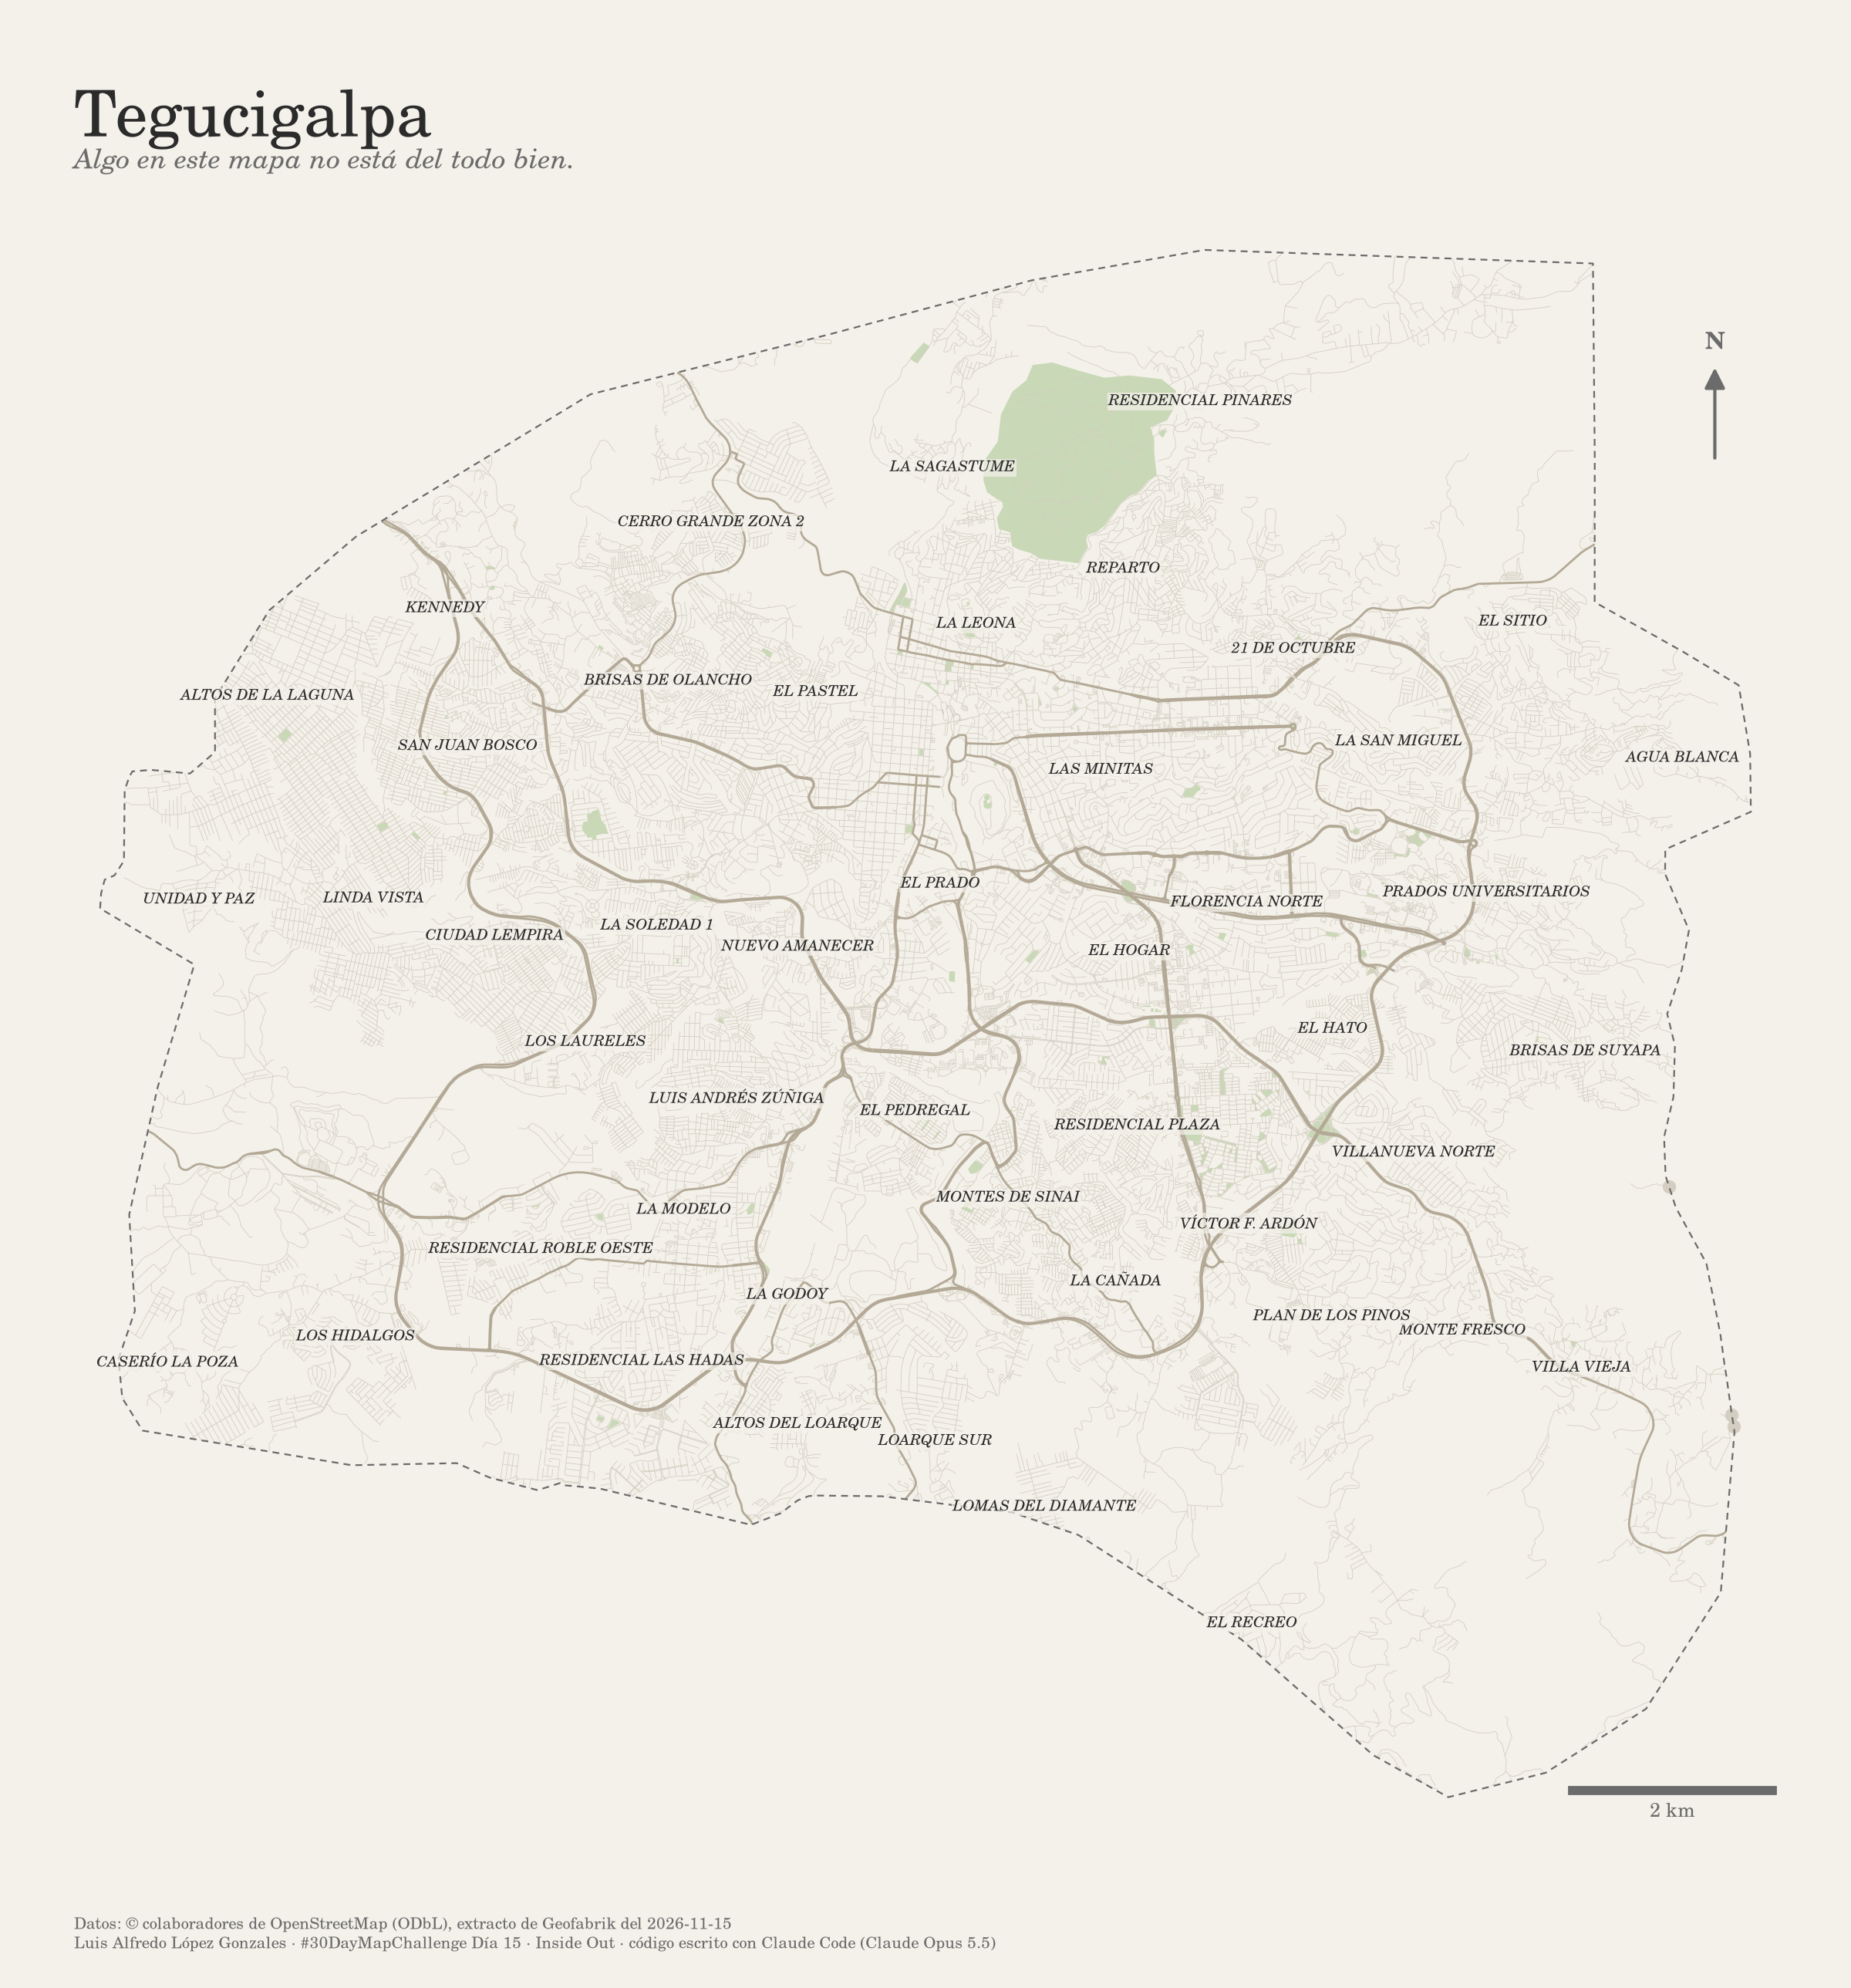 Tegucigalpa
Algo en este mapa no está del todo bien.
N
RESIDENCIAL PINARES
LA SAGASTUME
CERRO GRANDE ZONA 2
REPARTO
KENNEDY
LA LEONA
EL SITIO
21 DE OCTUBRE
BRISAS DE OLANCHO
EL PASTEL
ALTOS DE LA LAGUNA
SAN JUAN BOSCO
LA SAN MIGUEL
AGUA BLANCA
LAS MINITAS
EL PRADO
PRADOS UNIVERSITARIOS
UNIDAD Y PAZ
LINDA VISTA
FLORENCIA NORTE
LA SOLEDAD 1
CIUDAD LEMPIRA
NUEVO AMANECER
EL HOGAR
EL HATO
LOS LAURELES
BRISAS DE SUYAPA
LUIS ANDRÉS ZÚÑIGA
EL PEDREGAL
RESIDENCIAL PLAZA
VILLANUEVA NORTE
MONTES DE SINAI
LA MODELO
VÍCTOR F. ARDÓN
RESIDENCIAL ROBLE OESTE
LA CAÑADA
LA GODOY
PLAN DE LOS PINOS
MONTE FRESCO
LOS HIDALGOS
CASERÍO LA POZA
RESIDENCIAL LAS HADAS
VILLA VIEJA
ALTOS DEL LOARQUE
LOARQUE SUR
LOMAS DEL DIAMANTE
EL RECREO
2 km
Datos: © colaboradores de OpenStreetMap (ODbL), extracto de Geofabrik del 2026-11-15
Luis Alfredo López Gonzales · #30DayMapChallenge Día 15 · Inside Out · código escrito con Claude Code (Claude Opus 5.5)